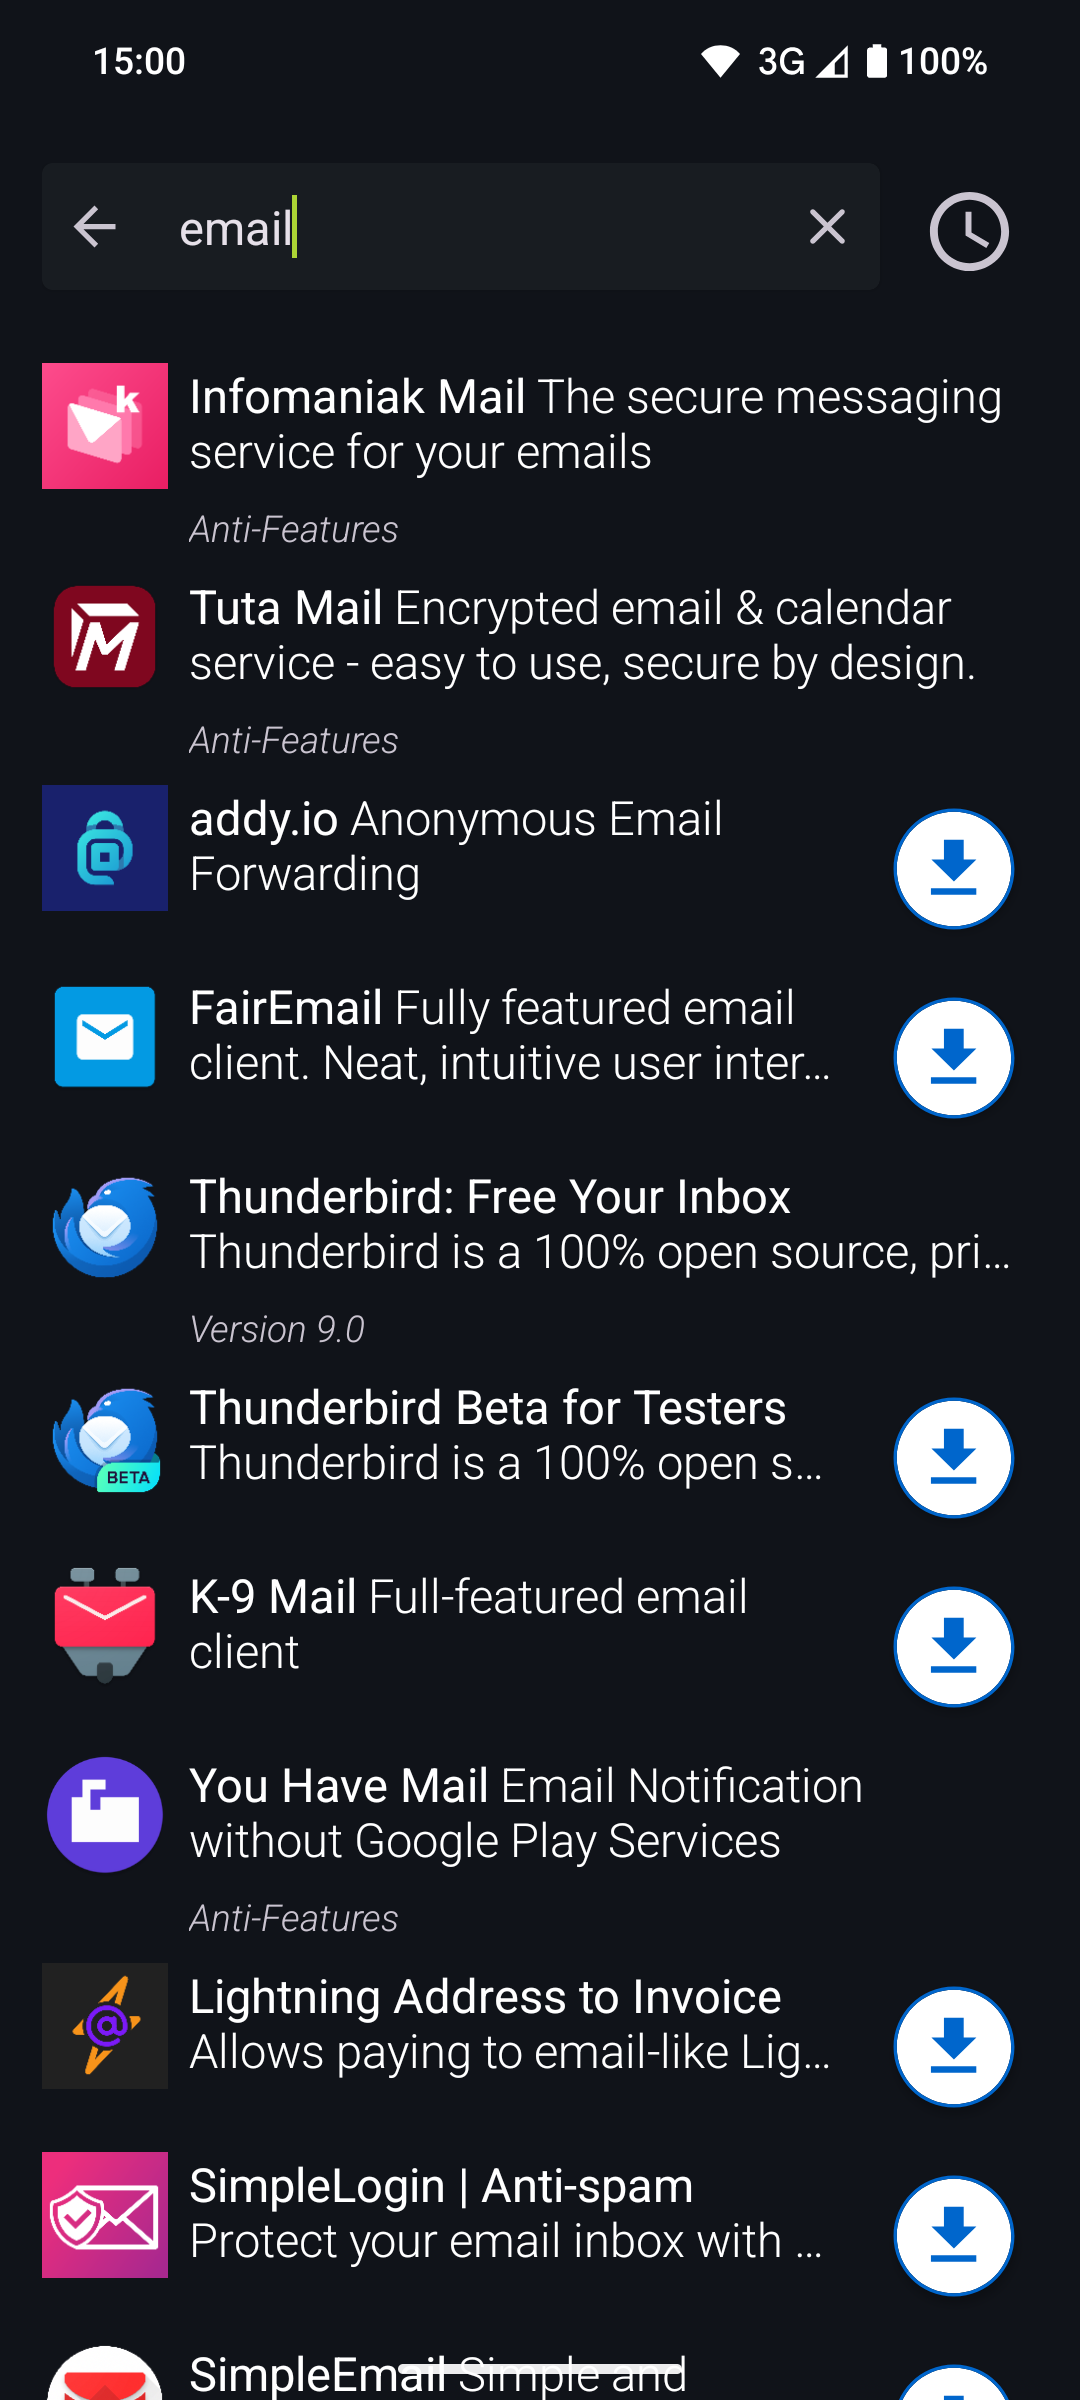 15:00
3G 100%
email
Infomaniak Mail The secure messaging
service for your emails
Anti-Features
Tuta Mail Encrypted email & calendar
service - easy to use, secure by design.
Anti-Features
addy.io Anonymous Email
Forwarding
FairEmail Fully featured email
client. Neat, intuitive user inter…
Thunderbird: Free Your Inbox
Thunderbird is a 100% open source, pri…
Version 9.0
Thunderbird Beta for Testers
Thunderbird is a 100% open s…
BETA
K-9 Mail Full-featured email
client
You Have Mail Email Notification
without Google Play Services
Anti-Features
Lightning Address to Invoice
Allows paying to email-like Lig…
SimpleLogin | Anti-spam
Protect your email inbox with …
SimpleEmail Simple and